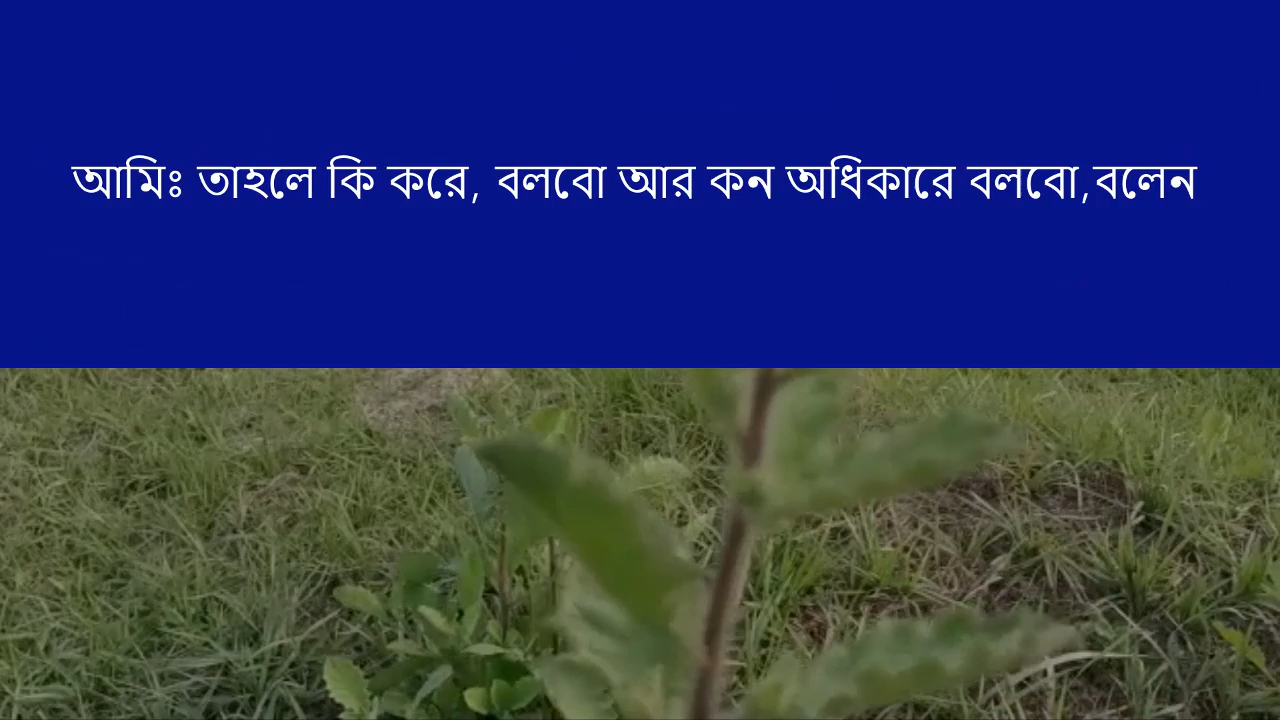 আমিঃ তাহলে কি করে, বলবো আর কন অধিকারে বলবো,বলেন